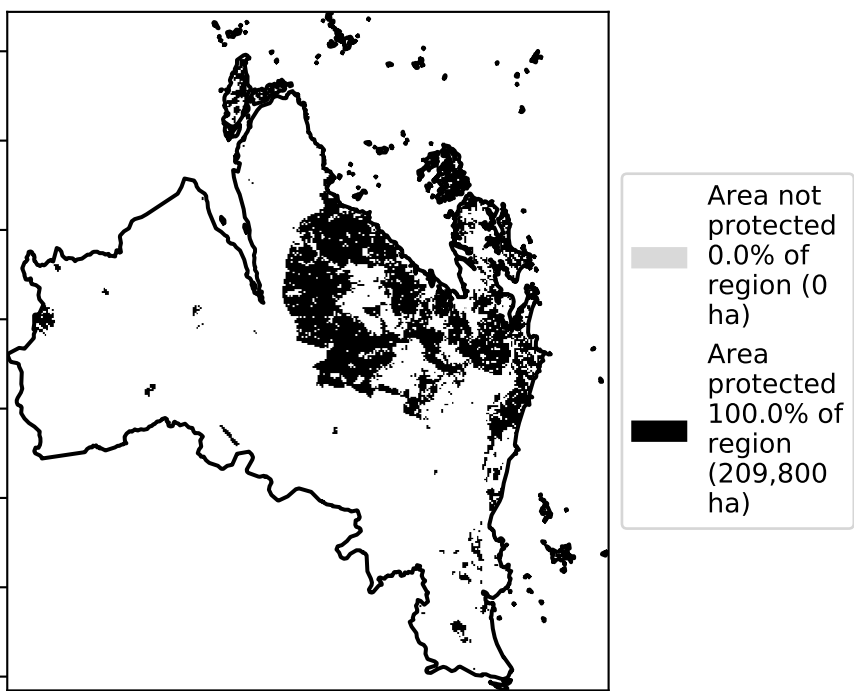 Area not
protected
0.0% of
region (0
ha)
Area
protected
100.0% of
region
(209,800
ha)